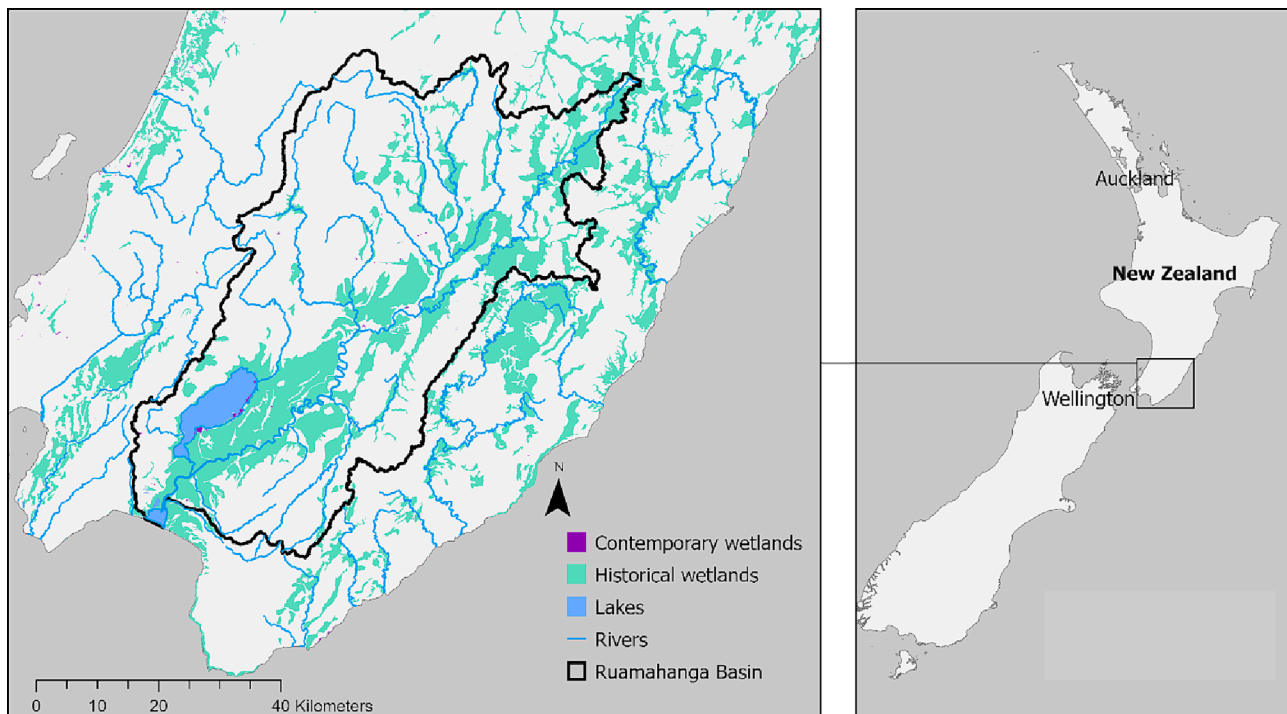 N
Contemporary wetlands
Historical wetlands
Lakes
Rivers
Ruamahanga Basin
0 10 20 40 Kilometers
Auckland
New Zealand
Wellington